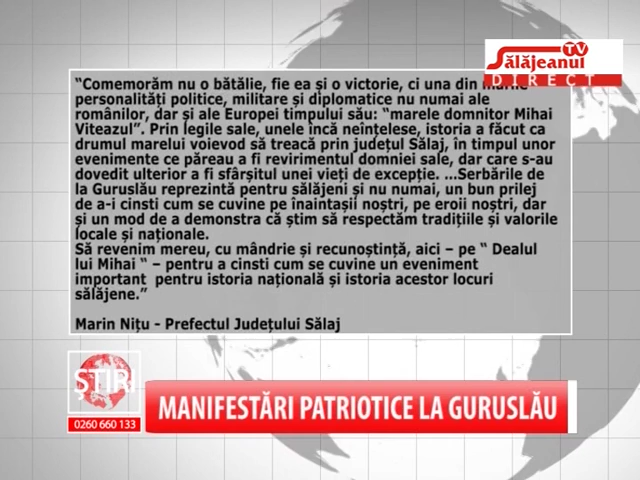 Sălăjeanul TV
DIRECT
“Comemorăm nu o bătălie, fie ea și o victorie, ci una din marile
personalități politice, militare și diplomatice nu numai ale
românilor, dar și ale Europei timpului său: “marele domnitor Mihai
Viteazul”. Prin legile sale, unele încă neînțelese, istoria a făcut ca
drumul marelui voievod să treacă prin județul Sălaj, în timpul unor
evenimente ce păreau a fi revirimentul domniei sale, dar care s-au
dovedit ulterior a fi sfârșitul unei vieți de excepție. ...Serbările de
la Guruslău reprezintă pentru sălăjeni și nu numai, un bun prilej
de a-i cinsti cum se cuvine pe înaintașii noștri, pe eroii noștri, dar
și un mod de a demonstra că știm să respectăm tradițiile și valorile
locale și naționale.
Să revenim mereu, cu mândrie și recunoștință, aici – pe “ Dealul
lui Mihai “ – pentru a cinsti cum se cuvine un eveniment
important  pentru istoria națională și istoria acestor locuri
sălăjene.”
Marin Nițu - Prefectul Județului Sălaj
ȘTIRI
0260 660 133
MANIFESTĂRI PATRIOTICE LA GURUSLĂU